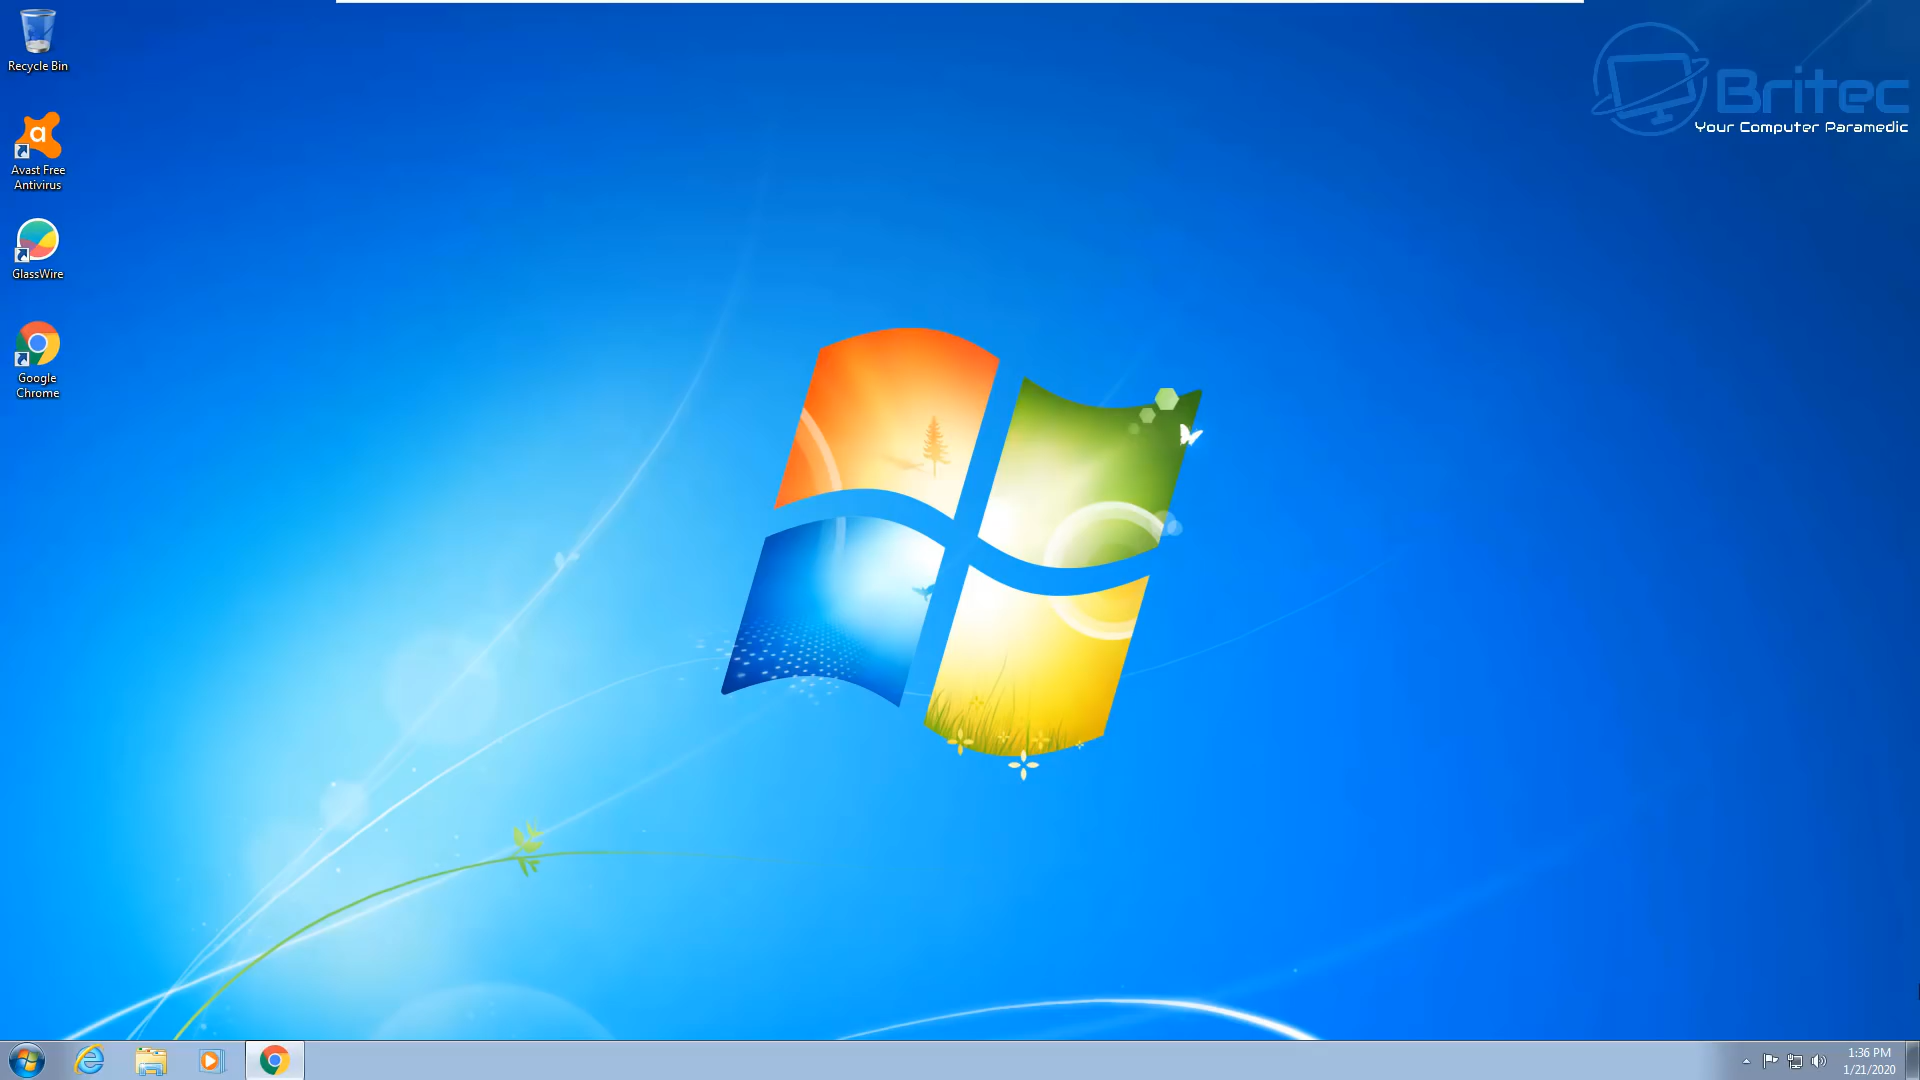 Recycle Bin
Britec
Your Computer Paramedic
a
Avast Free
Antivirus
GlassWire
Google
Chrome
1:36 PM
1/21/2020